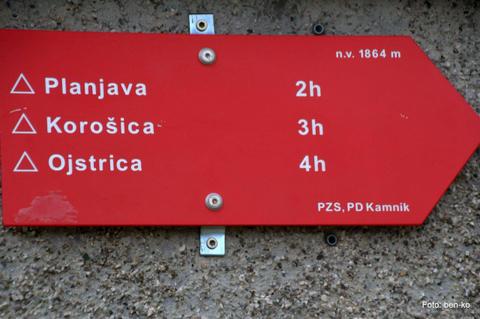 n.v. 1864 m
Planjava 2h
Korošica 3h
Ojstrica 4h
PZS, PD Kamnik
Foto: ben-ko